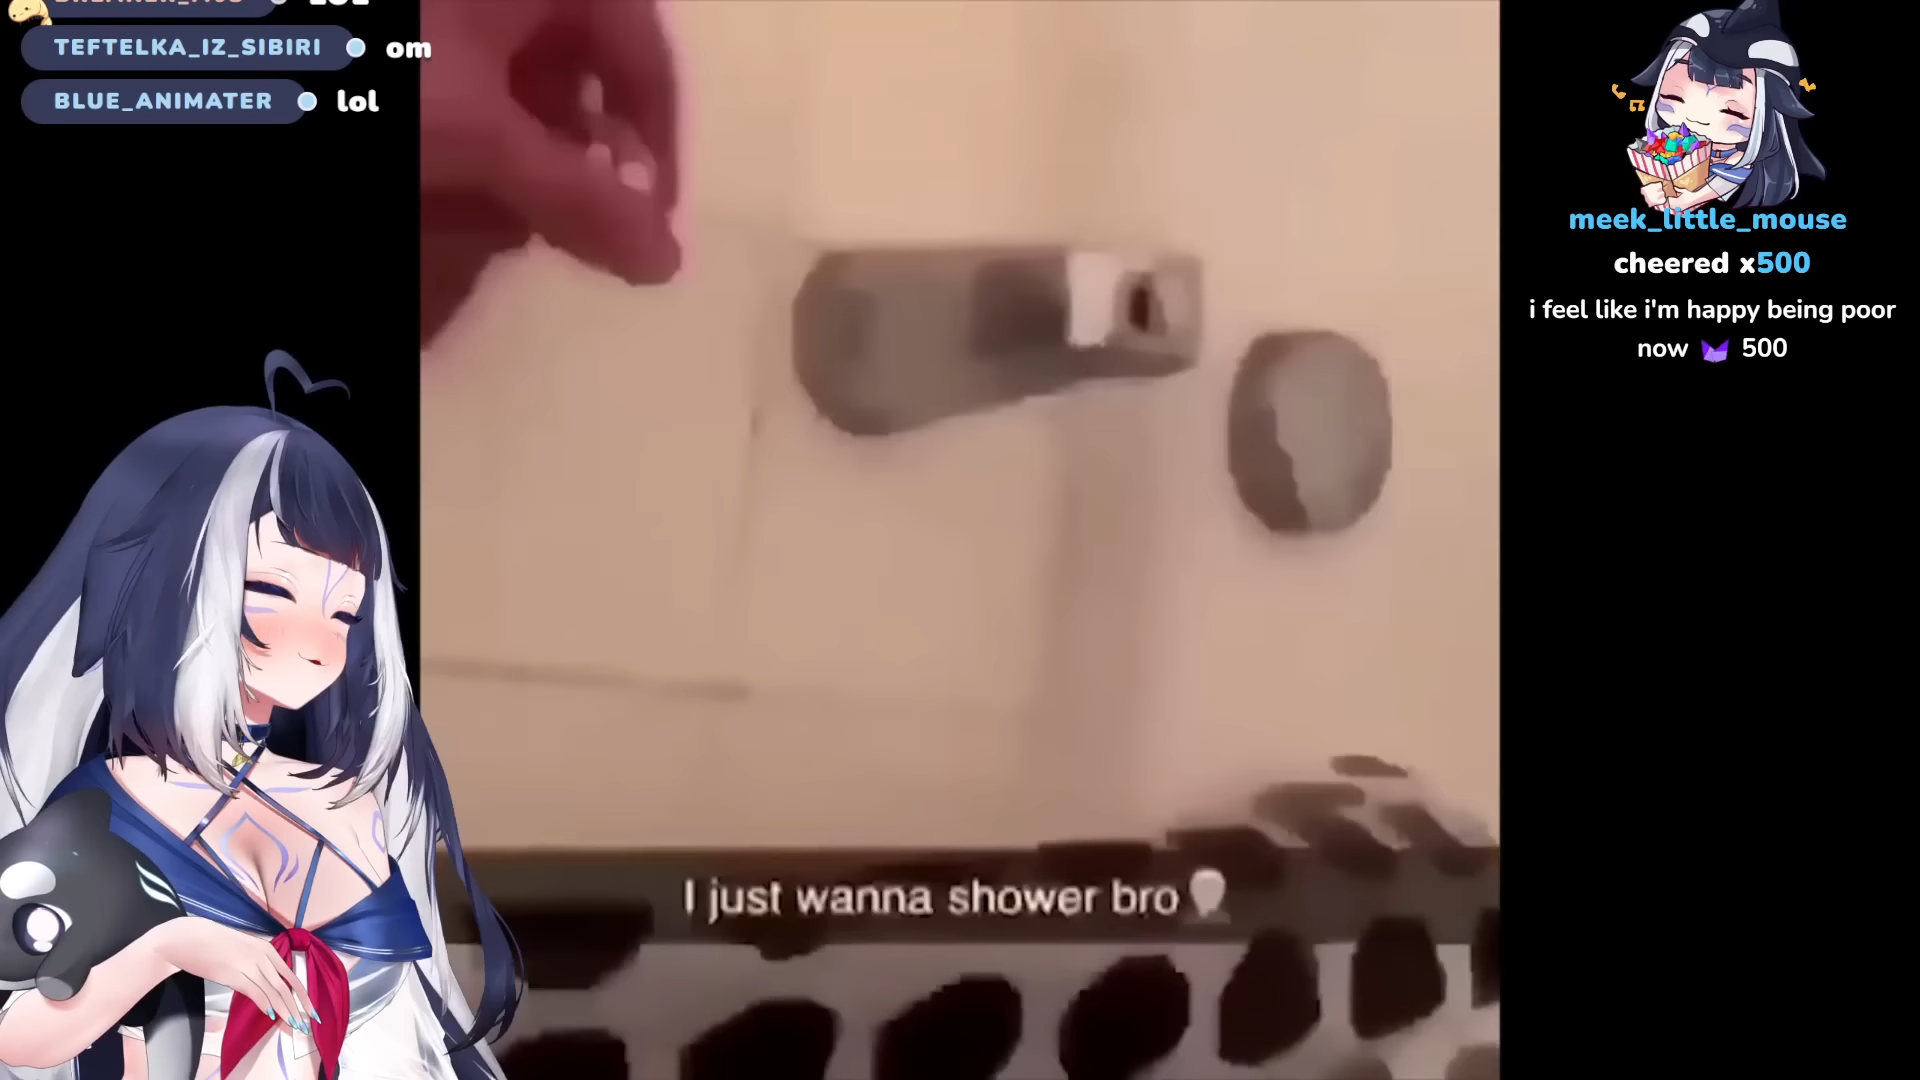 TEFTELKA_IZ_SIBIRI om
BLUE_ANIMATER lol
meek_little_mouse
cheered x500
i feel like i'm happy being poor
now 500
I just wanna shower bro